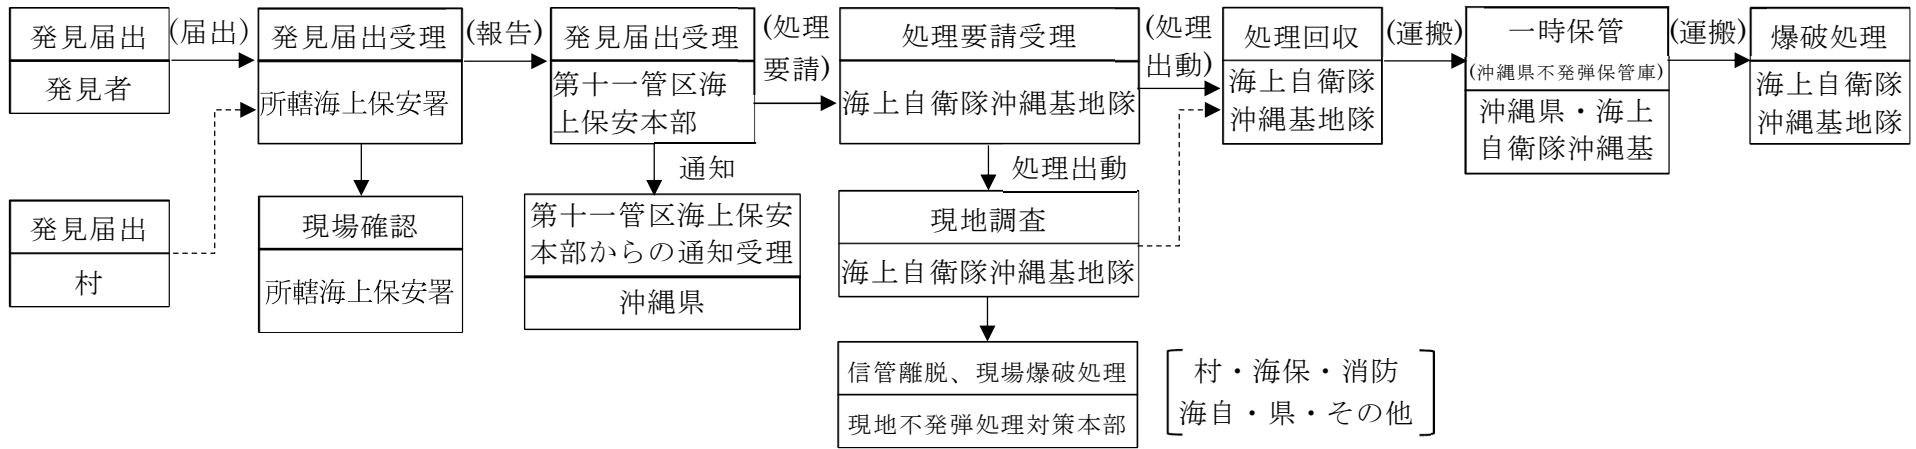 発見届出
発見者
(届出)
発見届出受理
所轄海上保安署
(報告)
発見届出受理
第十一管区海
上保安本部
(処理
要請)
処理要請受理
海上自衛隊沖縄基地隊
(処理
出動)
処理回収
海上自衛隊
沖縄基地隊
(運搬)
一時保管
(沖縄県不発弾保管庫)
沖縄県・海上
自衛隊沖縄基
(運搬)
爆破処理
海上自衛隊
沖縄基地隊
通知
処理出動
発見届出
村
現場確認
所轄海上保安署
第十一管区海上保安
本部からの通知受理
沖縄県
現地調査
海上自衛隊沖縄基地隊
信管離脱、現場爆破処理
現地不発弾処理対策本部
村・海保・消防
海自・県・その他